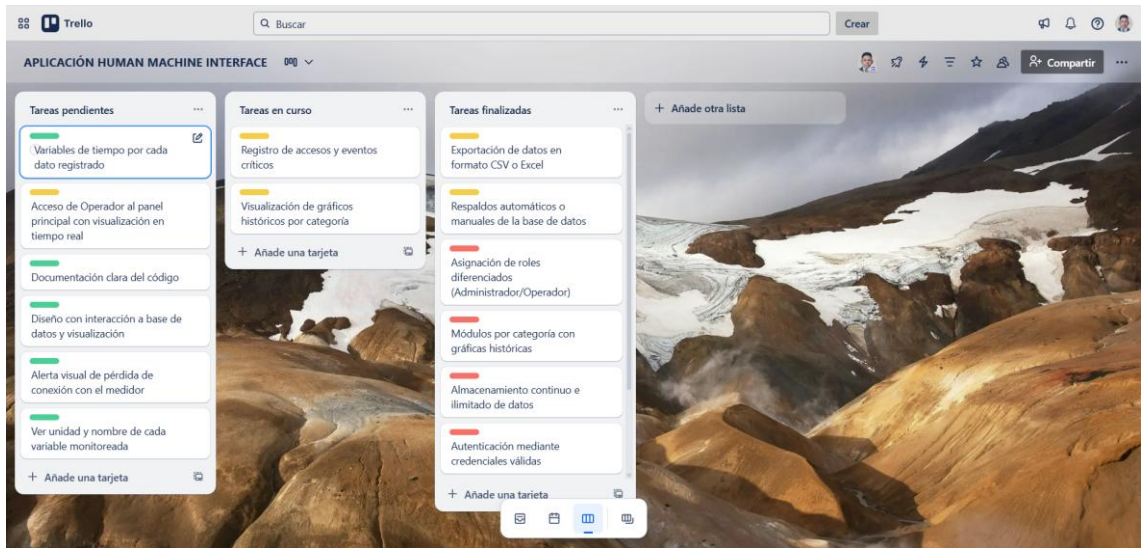 Trello
Buscar
Crear
APLICACIÓN HUMAN MACHINE INTERFACE
Compartir
Tareas pendientes
Variables de tiempo por cada
dato registrado
Acceso de Operador al panel
principal con visualización en
tiempo real
Documentación clara del código
Diseño con interacción a base de
datos y visualización
Alerta visual de pérdida de
conexión con el medidor
Ver unidad y nombre de cada
variable monitoreada
+ Añade una tarjeta
Tareas en curso
Registro de accesos y eventos
críticos
Visualización de gráficos
históricos por categoría
+ Añade una tarjeta
Tareas finalizadas
Exportación de datos en
formato CSV o Excel
Respaldos automáticos o
manuales de la base de datos
Asignación de roles
diferenciados
(Administrador/Operador)
Módulos por categoría con
gráficas históricas
Almacenamiento continuo e
ilimitado de datos
Autenticación mediante
credenciales válidas
+ Añade una tarjeta
+ Añade otra lista